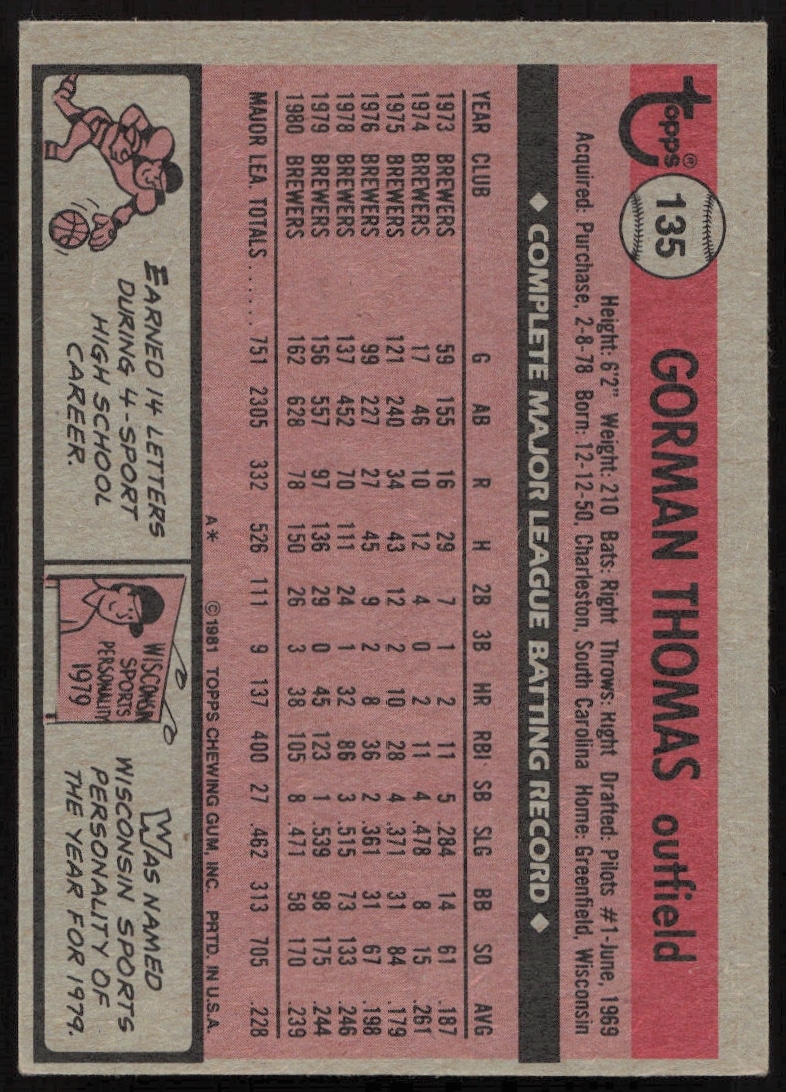 Topps®
135
GORMAN THOMAS outfield
Height: 6'2" Weight: 210 Bats: Right Throws: Right Drafted: Pilots #1-June, 1969
Acquired: Purchase, 2-8-78 Born: 12-12-50, Charleston, South Carolina Home: Greenfield, Wisconsin
◆ COMPLETE MAJOR LEAGUE BATTING RECORD ◆
YEAR CLUB G AB R H 2B 3B HR RBI SB SLG BB SO AVG
1973 BREWERS 59 155 16 29 7 1 2 11 5 .284 14 61 .187
1974 BREWERS 17 46 10 12 4 0 2 11 4 .478 8 15 .261
1975 BREWERS 121 240 34 43 12 2 10 28 4 .371 31 84 .179
1976 BREWERS 99 227 27 45 9 2 8 36 2 .361 31 67 .198
1978 BREWERS 137 452 70 111 24 1 32 86 3 .515 73 133 .246
1979 BREWERS 156 557 97 136 29 0 45 123 1 .539 98 175 .244
1980 BREWERS 162 628 78 150 26 3 38 105 8 .471 58 170 .239
MAJOR LEA. TOTALS ...... 751 2305 332 526 111 9 137 400 27 .462 313 705 .228
A* ©1981 TOPPS CHEWING GUM, INC. PRTD. IN U.S.A.
EARNED 14 LETTERS
DURING 4-SPORT
HIGH SCHOOL
CAREER.
WISCONSIN
SPORTS
PERSONALITY
1979
WAS NAMED
WISCONSIN SPORTS
PERSONALITY OF
THE YEAR FOR 1979.